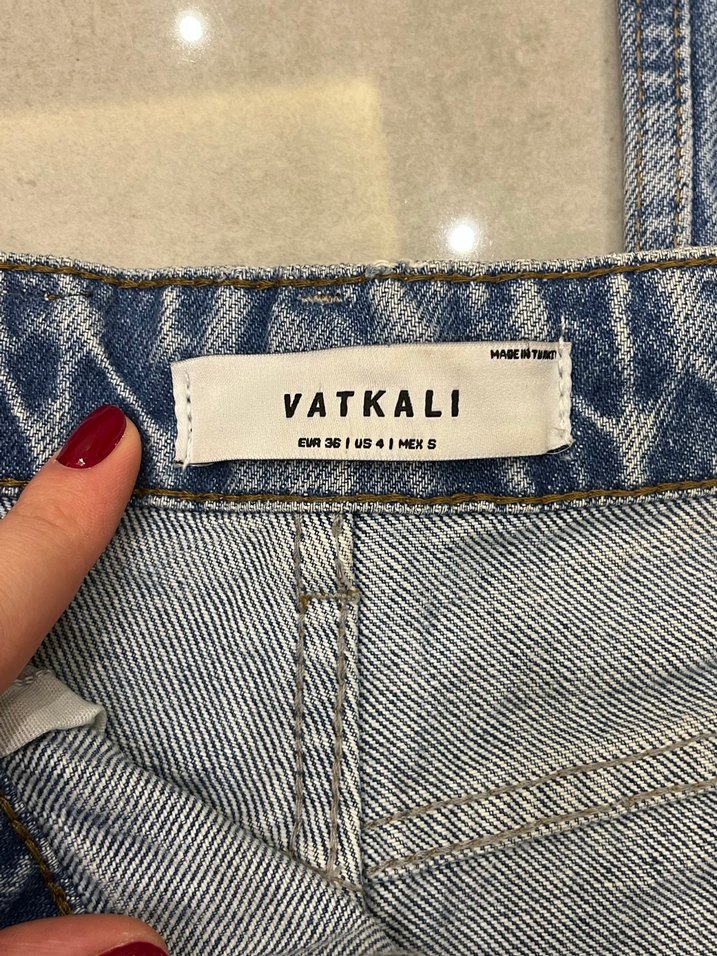 MADE IN TURKEY
VATKALI
EUR 36 | US 4 | MEX S